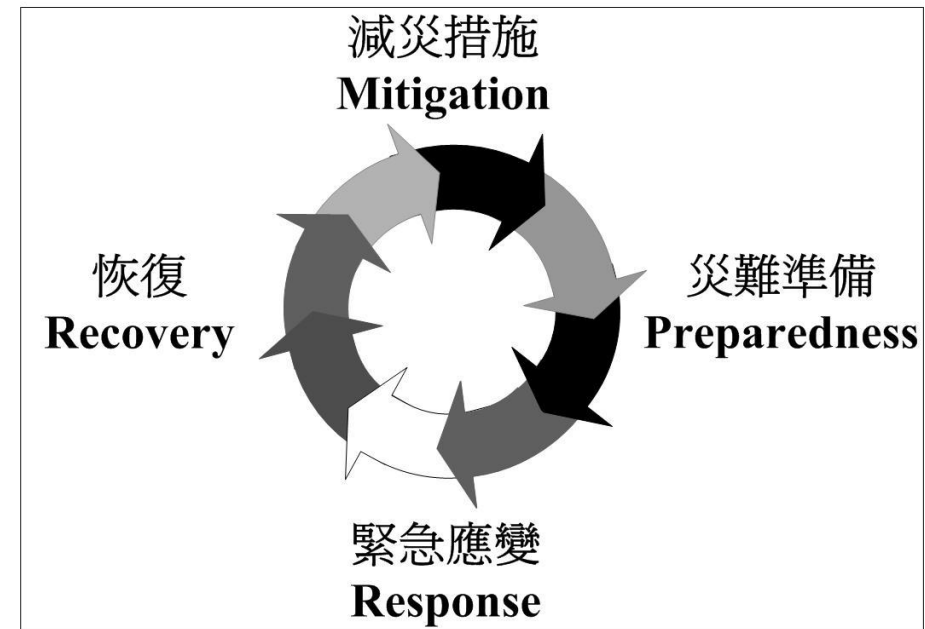 減災措施
Mitigation
災難準備
Preparedness
恢復
Recovery
緊急應變
Response